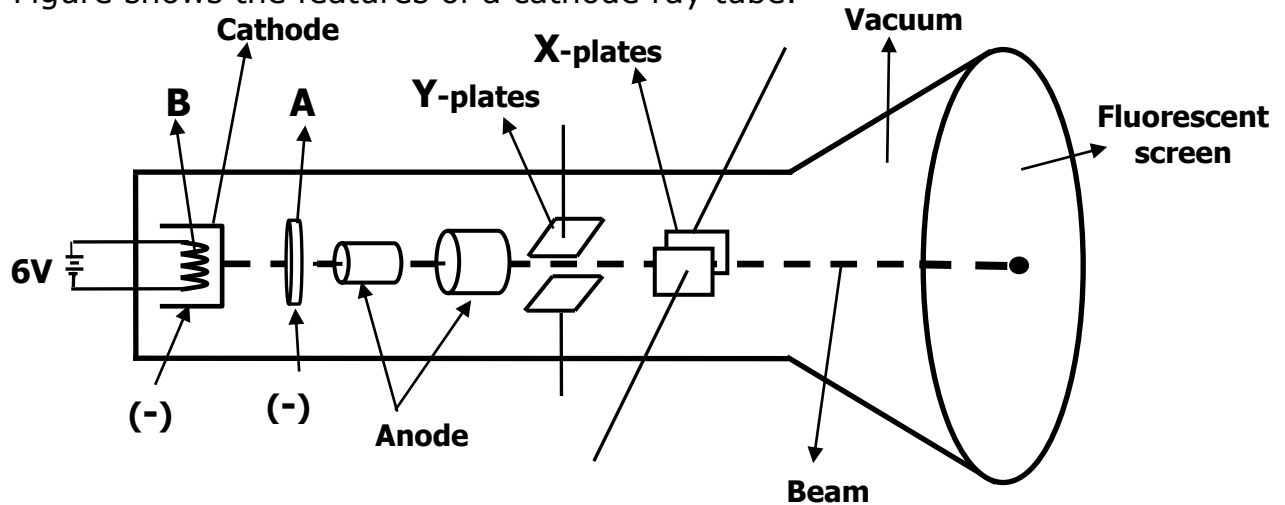 Figure shows the features of a cathode ray tube.
Cathode
Vacuum
X-plates
Y-plates
B
A
Fluorescent
screen
6V
(-)
(-)
Anode
Beam